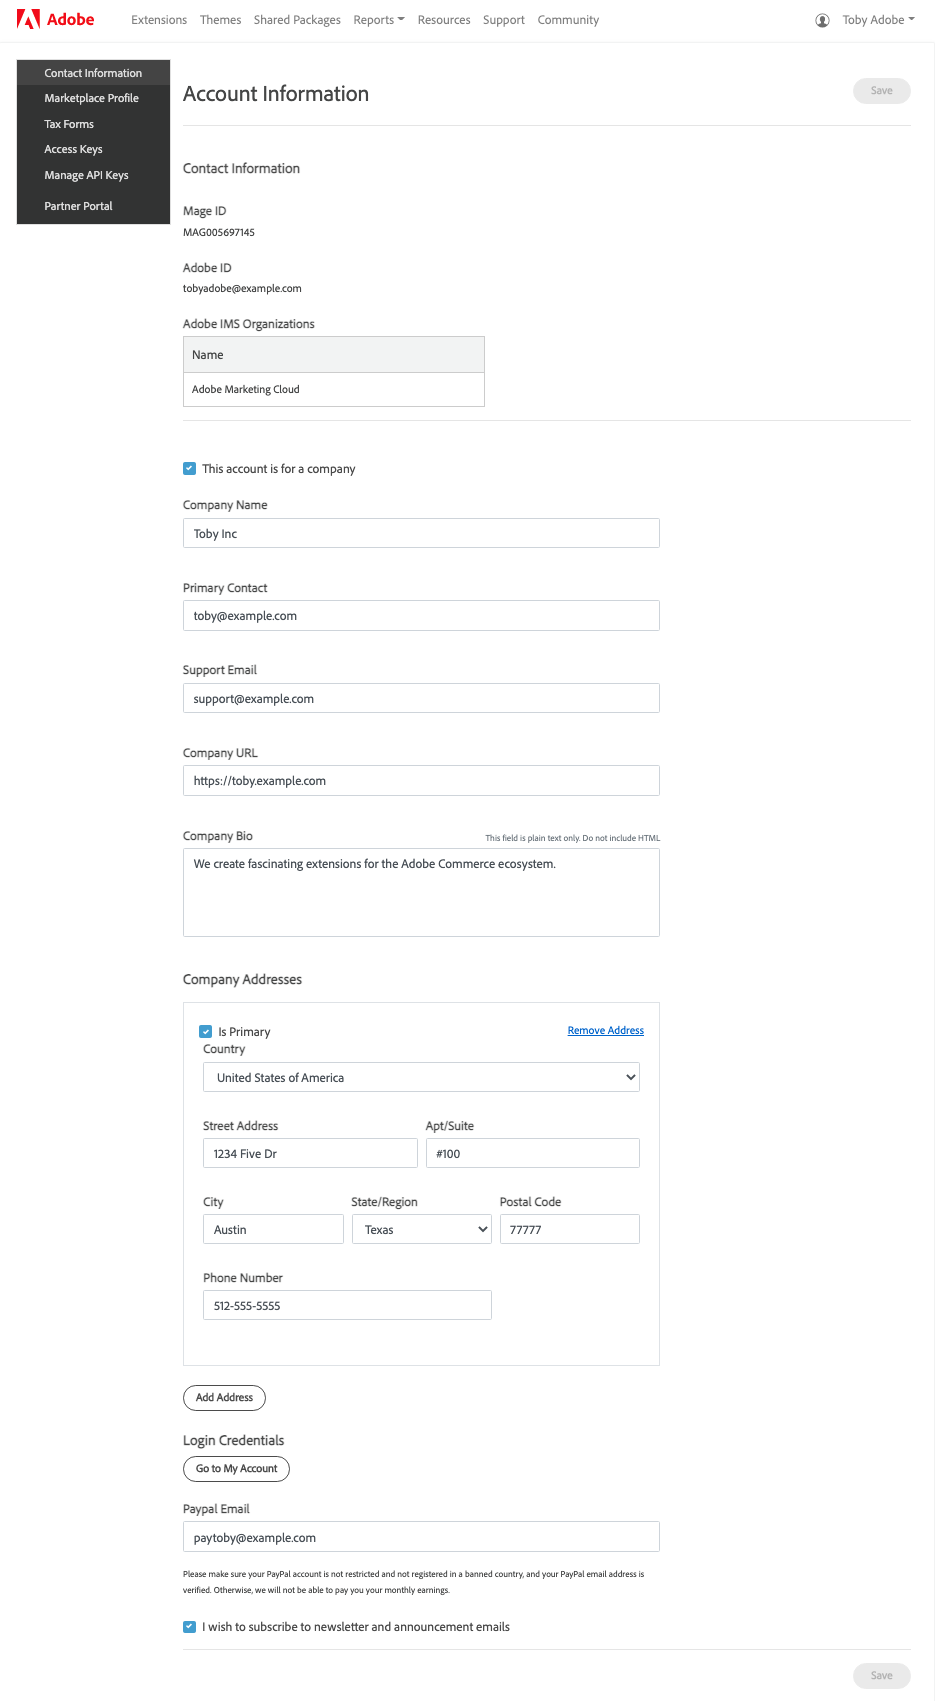 Adobe
Extensions Themes Shared Packages Reports Resources Support Community
Toby Adobe
Contact Information
Marketplace Profile
Tax Forms
Access Keys
Manage API Keys
Partner Portal
Account Information
Save
Contact Information
Mage ID
MAG005697145
Adobe ID
tobyadobe@example.com
Adobe IMS Organizations
Name
Adobe Marketing Cloud
This account is for a company
Company Name
Toby Inc
Primary Contact
toby@example.com
Support Email
support@example.com
Company URL
https://toby.example.com
Company Bio
This field is plain text only. Do not include HTML
We create fascinating extensions for the Adobe Commerce ecosystem.
Company Addresses
Is Primary
Remove Address
Country
United States of America
Street Address Apt/Suite
1234 Five Dr #100
City State/Region Postal Code
Austin Texas 77777
Phone Number
512-555-5555
Add Address
Login Credentials
Go to My Account
Paypal Email
paytoby@example.com
Please make sure your PayPal account is not restricted and not registered in a banned country, and your PayPal email address is
verified. Otherwise, we will not be able to pay you your monthly earnings.
I wish to subscribe to newsletter and announcement emails
Save